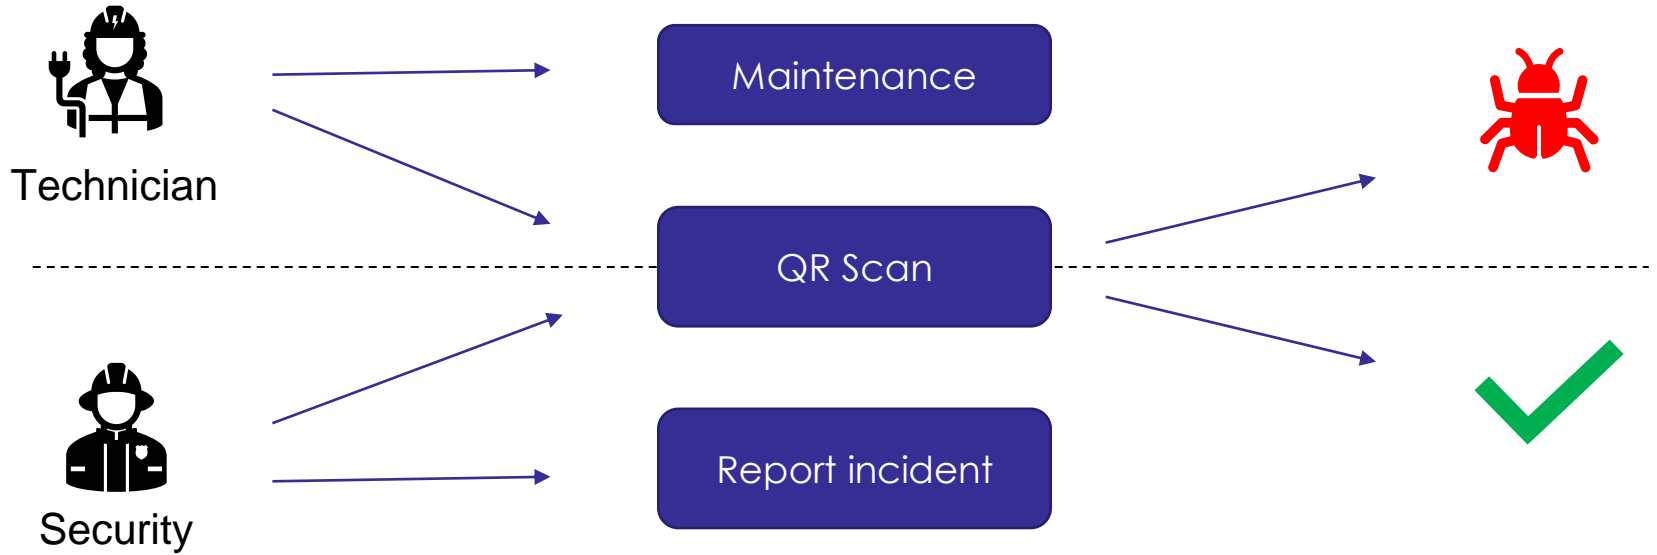 Maintenance
Technician
QR Scan
Report incident
Security